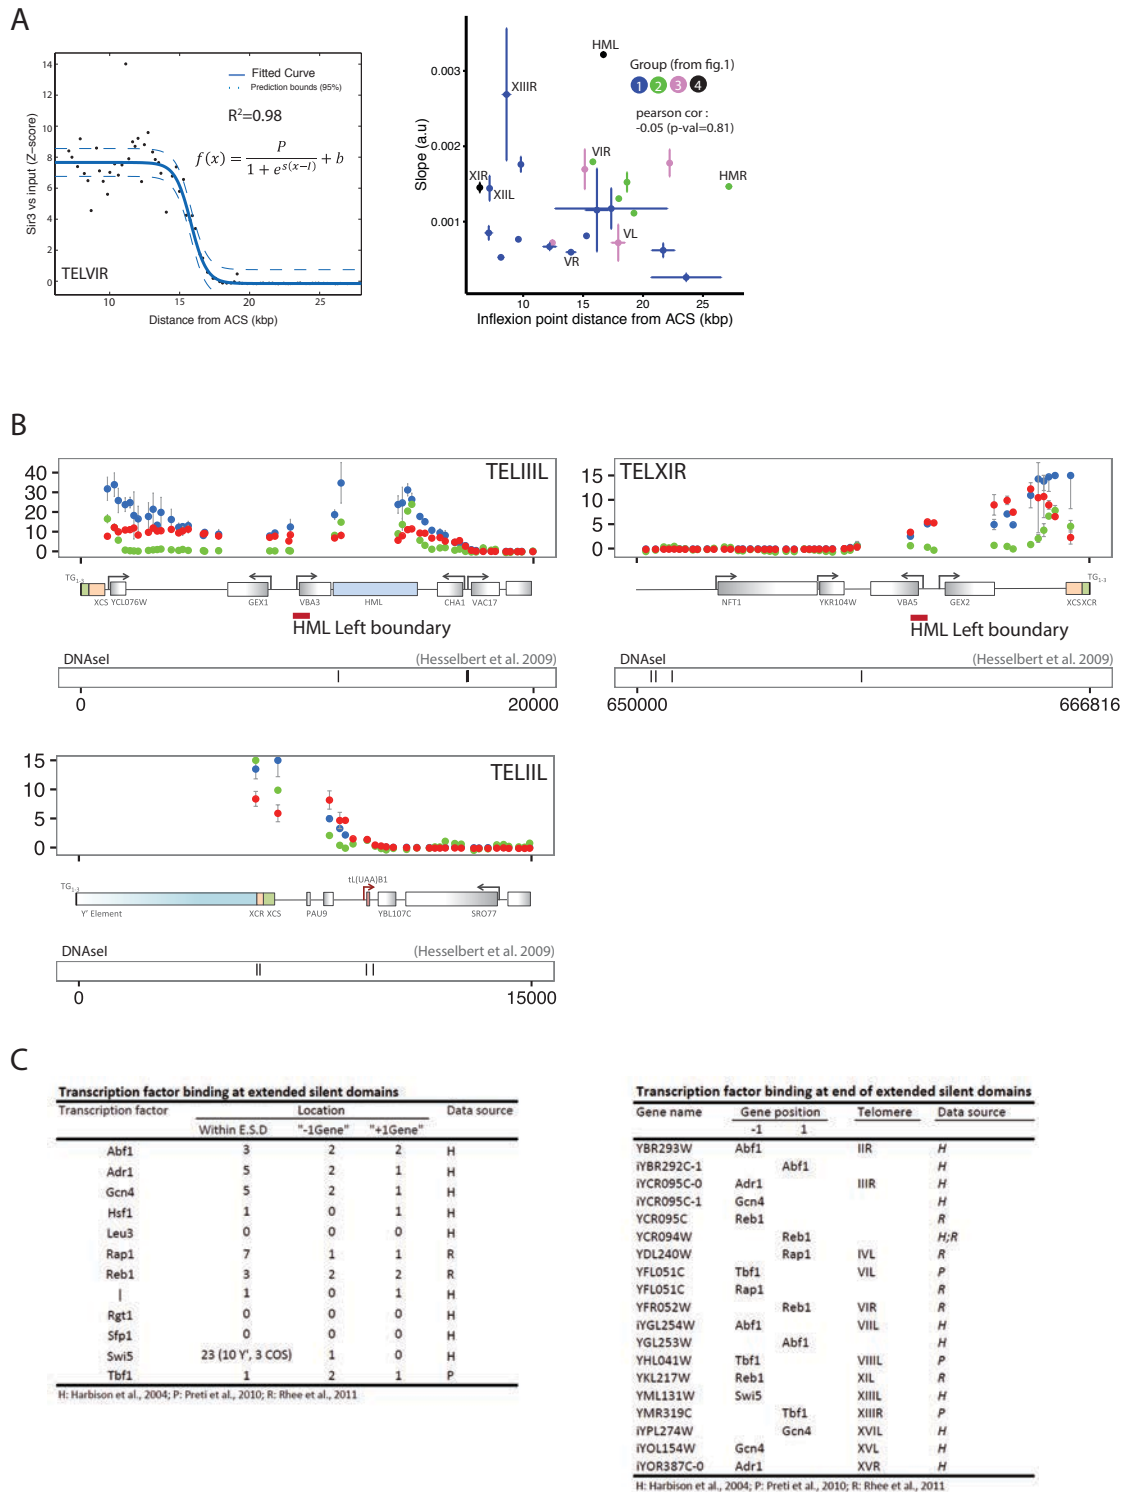 A
Fitted Curve
Prediction bounds (95%)
R²=0.98
f(x) = P / (1 + e^{s(x−I)}) + b
Sir3 vs input (Z−score)
14
12
10
8
6
4
2
0
TELVIR
10
15
20
25
Distance from ACS (kbp)
HML
Group (from fig.1)
1 2 3 4
pearson cor :
-0.05 (p-val=0.81)
XIIIR
VIR
XIR
XIIL
HMR
VL
VR
Slope (a.u)
0.003
0.002
0.001
10
15
20
25
Inflexion point distance from ACS (kbp)
B
TELIIIL
40
30
20
10
0
TG1-3
XCS YCL076W
GEX1
VBA3
HML
CHA1
VAC17
HML Left boundary
DNAseI
(Hesselbert et al. 2009)
0
20000
TELXIR
15
10
5
0
NFT1
YKR104W
VBA5
GEX2
TG1-3
XCSXCR
HML Left boundary
DNAseI
(Hesselbert et al. 2009)
650000
666816
TELIIL
15
10
5
0
TG1-3
Y' Element
XCR XCS
PAU9
tL(UAA)B1
YBL107C
SRO77
DNAseI
(Hesselbert et al. 2009)
0
15000
C
Transcription factor binding at extended silent domains
Transcription factor Location Data source
Within E.S.D "-1Gene" "+1Gene"
Abf1 3 2 2 H
Adr1 5 2 1 H
Gcn4 5 2 1 H
Hsf1 1 0 1 H
Leu3 0 0 0 H
Rap1 7 1 1 R
Reb1 3 2 2 R
| 1 0 1 H
Rgt1 0 0 0 H
Sfp1 0 0 0 H
Swi5 23 (10 Y', 3 COS) 1 0 H
Tbf1 1 2 1 P
H: Harbison et al., 2004; P: Preti et al., 2010; R: Rhee et al., 2011
Transcription factor binding at end of extended silent domains
Gene name Gene position Telomere Data source
-1 1
YBR293W Abf1 IIR H
iYBR292C-1 Abf1 H
iYCR095C-0 Adr1 IIIR H
iYCR095C-1 Gcn4 H
YCR095C Reb1 R
YCR094W Reb1 H;R
YDL240W Rap1 IVL R
YFL051C Tbf1 VIL P
YFL051C Rap1 R
YFR052W Reb1 VIR R
iYGL254W Abf1 VIIL H
YGL253W Abf1 H
YHL041W Tbf1 VIIIL P
YKL217W Reb1 XIL R
YML131W Swi5 XIIIL H
YMR319C Tbf1 XIIIR P
iYPL274W Gcn4 XVIL H
iYOL154W Gcn4 XVL H
iYOR387C-0 Adr1 XVR H
H: Harbison et al., 2004; P: Preti et al., 2010; R: Rhee et al., 2011